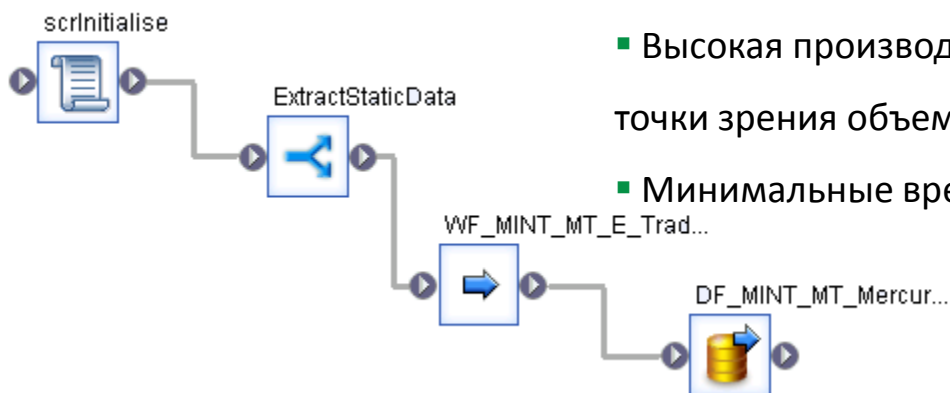 scrInitialise
ExtractStaticData
WF_MINT_MT_E_Trad...
DF_MINT_MT_Mercur...
▪ Высокая производ
точки зрения объем
▪ Минимальные вре